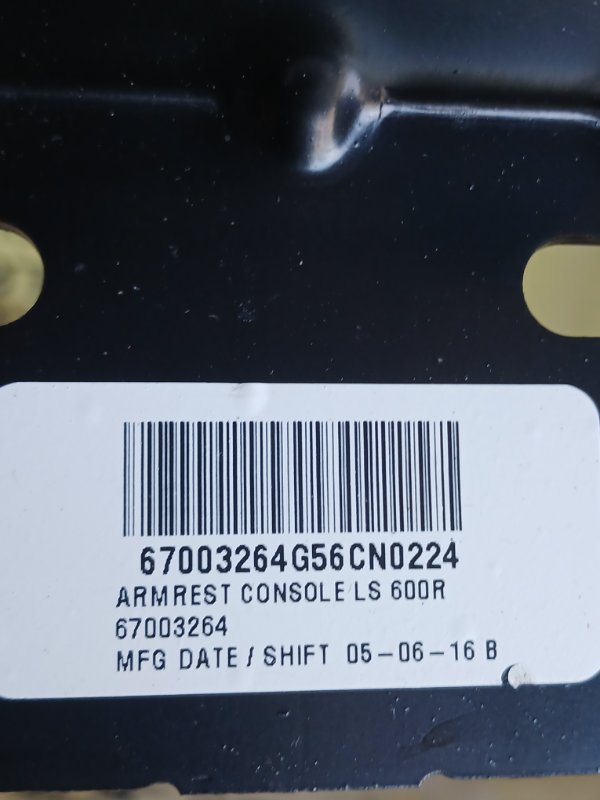 67003264G56CN0224
ARMREST CONSOLE LS 600R
67003264
MFG DATE / SHIFT 05-06-16 B